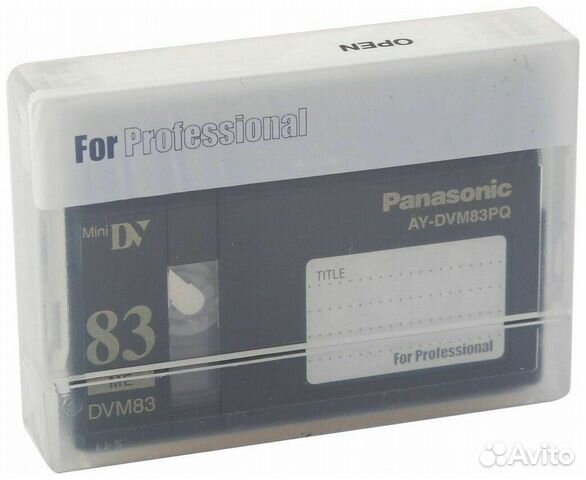 OPEN
For Professional
Panasonic
AY-DVM83PQ
Mini DV
TITLE
83
ME
DVM83
For Professional
Avito